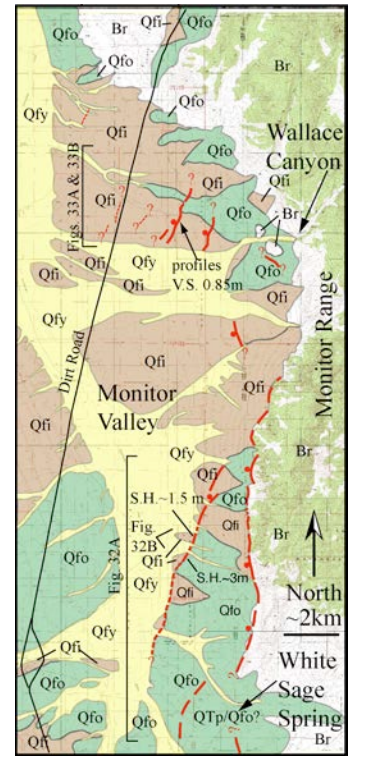 Qfo
Br
Qfi
Qfo
Qfo
Br
Qfy
Qfi
Qfo
Qfo
Wallace
Canyon
Figs. 33A & 33B
?
Qfi
?
?
?
Qfi
?
Qfi
Qfo
Br
?
?
Qfi
Qfy
profiles
V.S. 0.85m
Qfo
Qfi
Qfi
Qfy
Dirt Road
Qfi
Monitor Range
Qfi
Monitor
Valley
Qfi
Qfy
Qfi
Br
S.H.~1.5 m
Qfo
Fig. 32A
Fig.
32B
Qfi
Qfi
Br
Qfo
Qfy
S.H.~3m
Qfi
Qfo
North
~2km
Qfy
Qfi
White
Sage
Spring
Qfo
Qfo
Qfo
Qfo
QTp/Qfo?
?
Qfi
Br